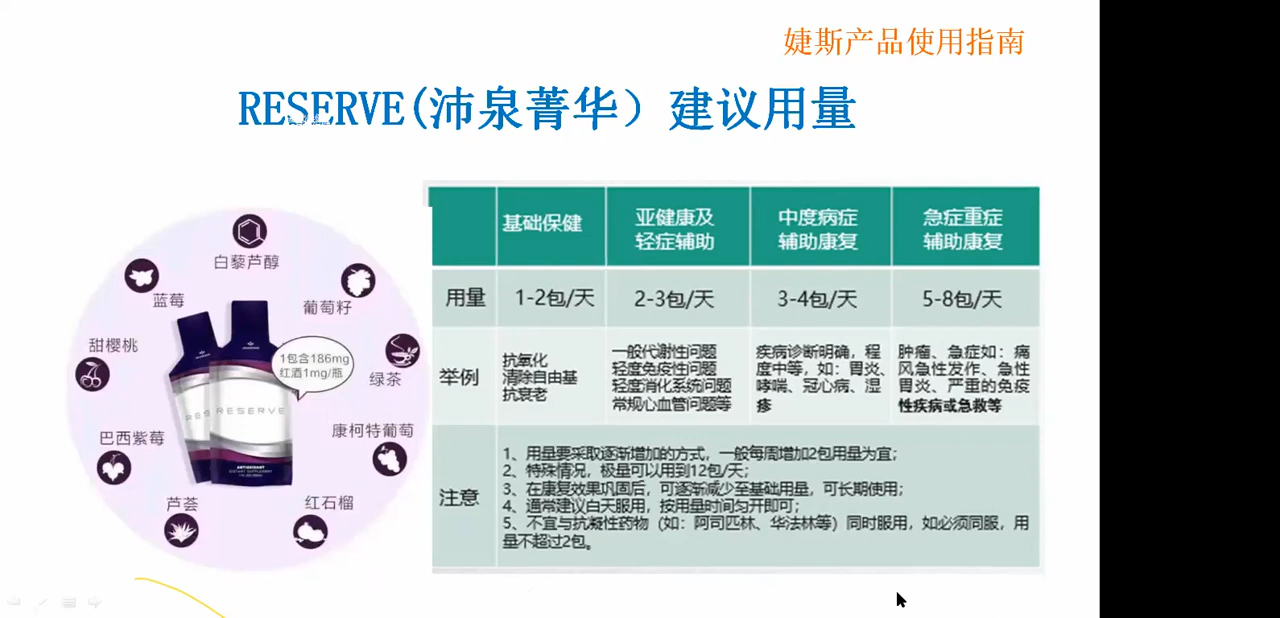 婕斯产品使用指南
RESERVE(沛泉菁华）建议用量
白藜芦醇
蓝莓
葡萄籽
甜樱桃
1包含186mg
红酒1mg/瓶
绿茶
RESERVE
巴西紫莓
康柯特葡萄
ANTIOXIDANT
DIETARY SUPPLEMENT
芦荟
红石榴
基础保健
亚健康及
轻症辅助
中度病症
辅助康复
急症重症
辅助康复
用量
1-2包/天
2-3包/天
3-4包/天
5-8包/天
举例
抗氧化
清除自由基
抗衰老
一般代谢性问题
轻度免疫性问题
轻度消化系统问题
常规心血管问题等
疾病诊断明确，程
度中等，如：胃炎、
哮喘、冠心病、湿
疹
肿瘤、急症如：痛
风急性发作、急性
胃炎、严重的免疫
性疾病或急救等
注意
1、用量要采取逐渐增加的方式，一般每周增加2包用量为宜；
2、特殊情况，极量可以用到12包/天；
3、在康复效果巩固后，可逐渐减少至基础用量，可长期使用；
4、通常建议白天服用，按用量时间匀开即可；
5、不宜与抗凝性药物（如：阿司匹林、华法林等）同时服用，如必须同服，用
量不超过2包。